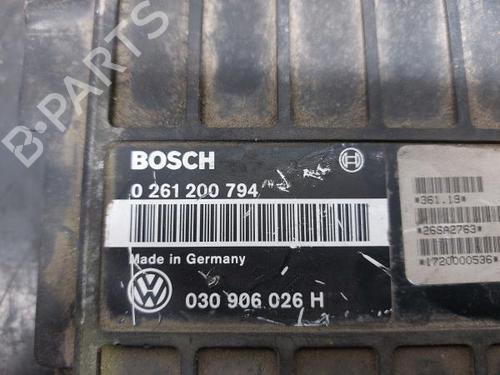 BOSCH
0 261 200 794
Made in Germany
030 906 026 H
*361.19*
*26SA2763*
*1720000536*
B-PARTS